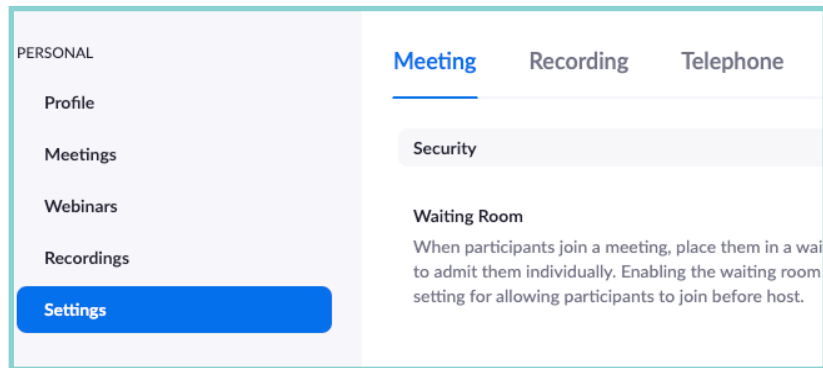 PERSONAL
Profile
Meetings
Webinars
Recordings
Settings
Meeting Recording Telephone
Security
Waiting Room
When participants join a meeting, place them in a wai
to admit them individually. Enabling the waiting room
setting for allowing participants to join before host.